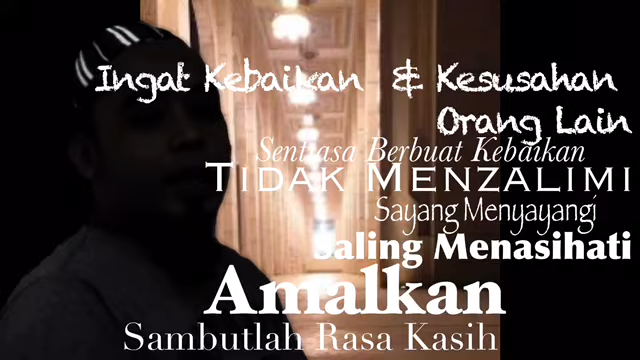 Ingat Kebaikan & Kesusahan
Orang Lain
Sentiasa Berbuat Kebaikan
TIDAK MENZALIMI
Sayang Menyayangi
Saling Menasihati
Amalkan
Sambutlah Rasa Kasih